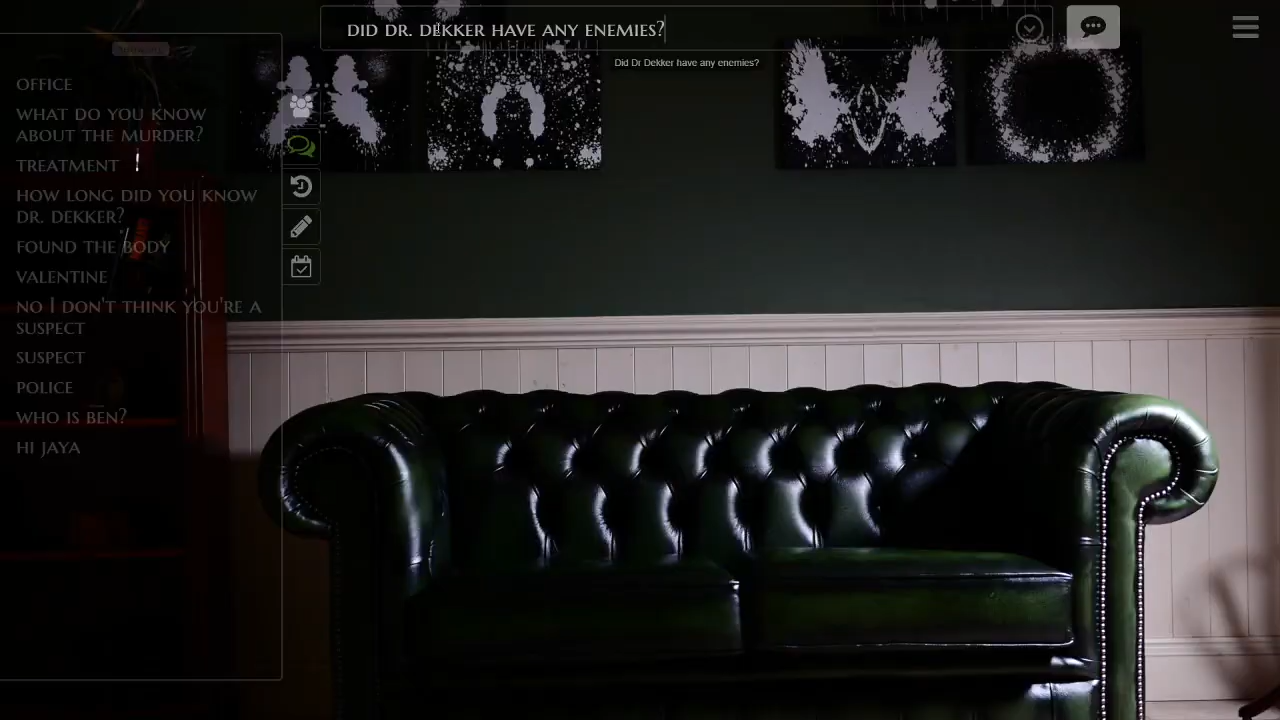 DID DR. DEKKER HAVE ANY ENEMIES?
Did Dr Dekker have any enemies?
OFFICE
WHAT DO YOU KNOW
ABOUT THE MURDER?
TREATMENT
HOW LONG DID YOU KNOW
DR. DEKKER?
FOUND THE BODY
VALENTINE
NO I DON'T THINK YOU'RE A
SUSPECT
SUSPECT
POLICE
WHO IS BEN?
HI JAYA